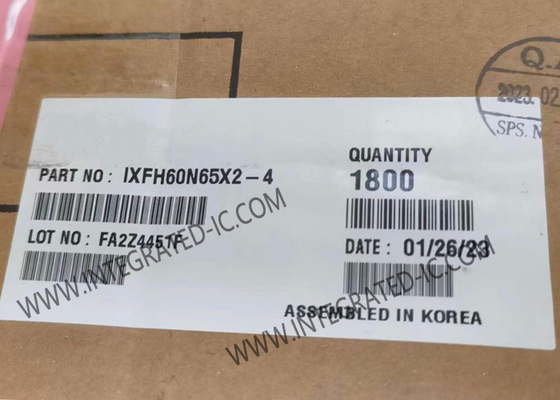 Q.A
2023.02
SPS. N
PART NO : IXFH60N65X2-4
QUANTITY
1800
LOT NO : FA2Z4451F
DATE : 01/26/23
ASSEMBLED IN KOREA
WWW.INTEGRATED-IC.COM
WWW.INTEGRATED-IC.COM